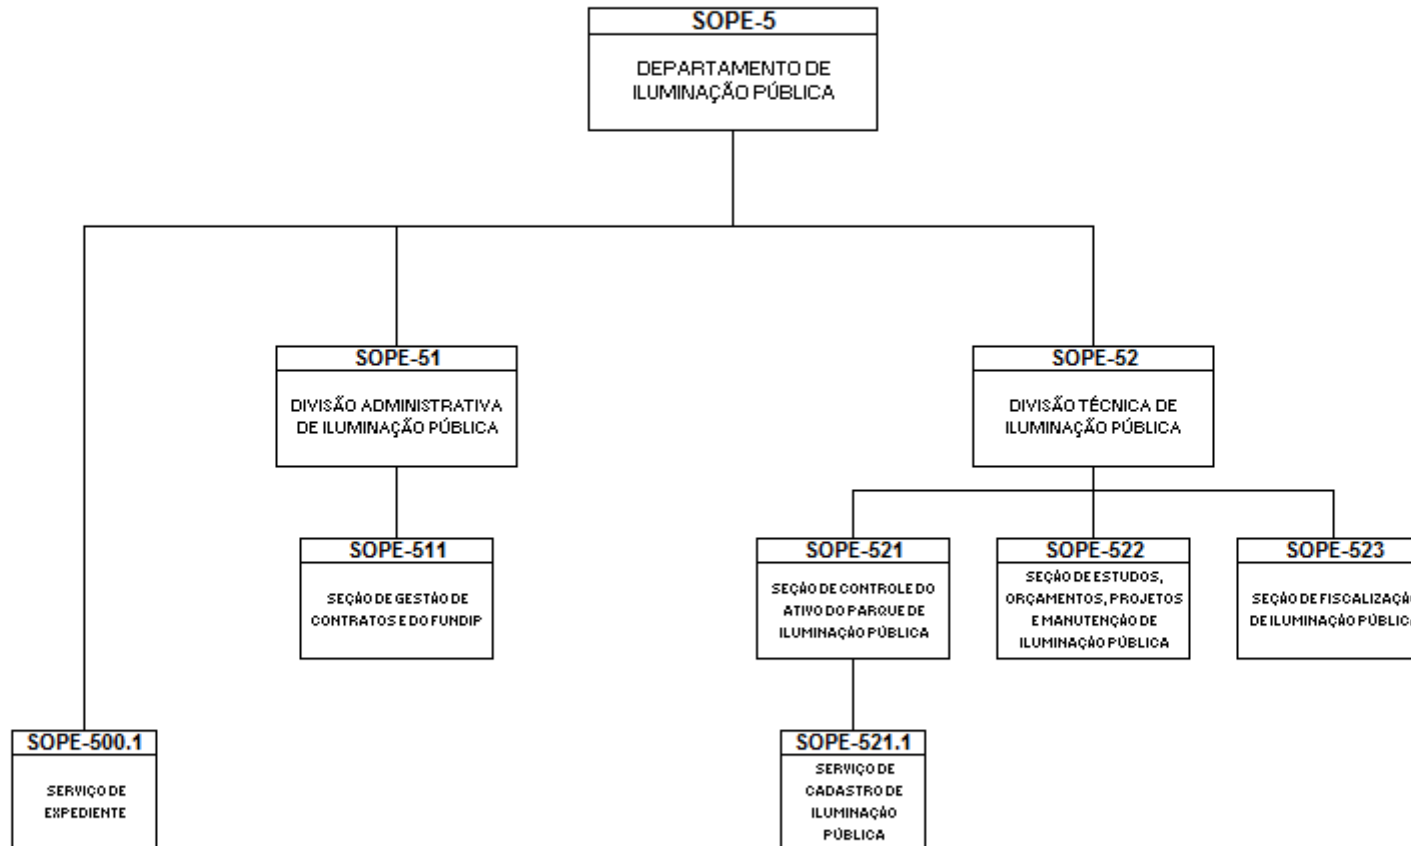 SOPE-5
DEPARTAMENTO DE
ILUMINAÇÃO PÚBLICA
SOPE-51
DIVISÃO ADMINISTRATIVA
DE ILUMINAÇÃO PÚBLICA
SOPE-52
DIVISÃO TÉCNICA DE
ILUMINAÇÃO PÚBLICA
SOPE-511
SEÇÃO DE GESTÃO DE
CONTRATOS E DO FUNDIP
SOPE-521
SEÇÃO DE CONTROLE DO
ATIVO DO PARQUE DE
ILUMINAÇÃO PÚBLICA
SOPE-522
SEÇÃO DE ESTUDOS,
ORÇAMENTOS, PROJETOS
E MANUTENÇÃO DE
ILUMINAÇÃO PÚBLICA
SOPE-523
SEÇÃO DE
DE ILUMINAÇÃO
SOPE-500.1
SERVIÇO DE
EXPEDIENTE
SOPE-521.1
SERVIÇO DE
CADASTRO DE
ILUMINAÇÃO
PÚBLICA